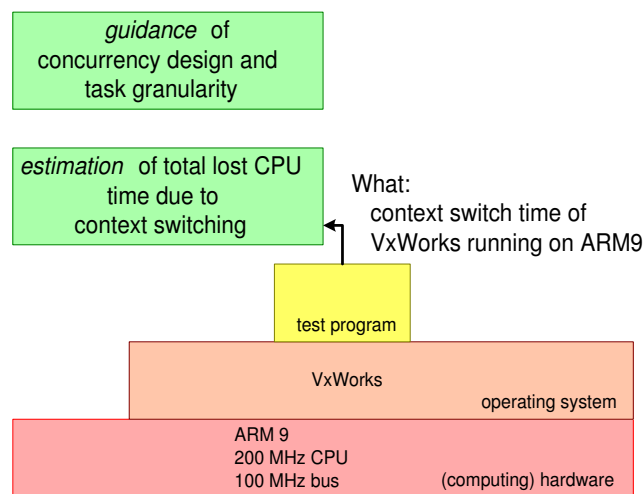 guidance of
concurrency design and
task granularity
estimation of total lost CPU
time due to
context switching
What:
context switch time of
VxWorks running on ARM9
test program
VxWorks
operating system
ARM 9
200 MHz CPU
100 MHz bus
(computing) hardware